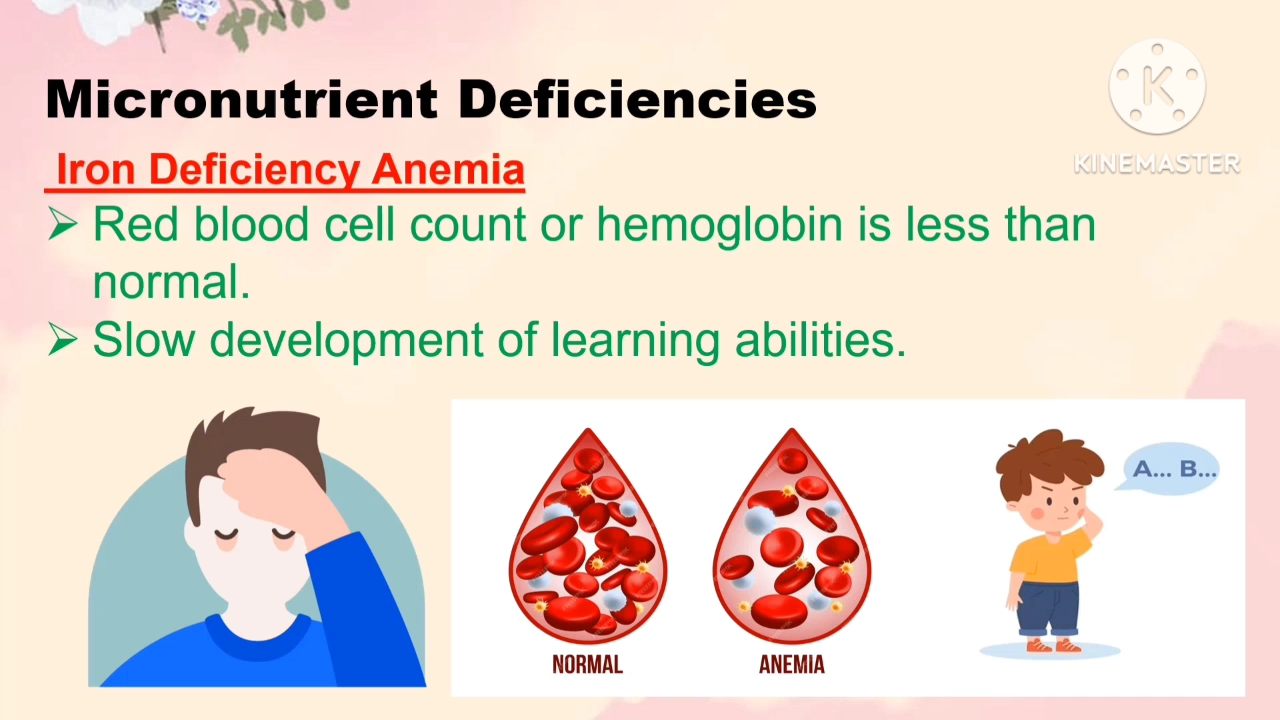 Micronutrient Deficiencies
K
KINEMASTER
Iron Deficiency Anemia
➢ Red blood cell count or hemoglobin is less than
normal.
➢ Slow development of learning abilities.
A... B...
NORMAL
ANEMIA